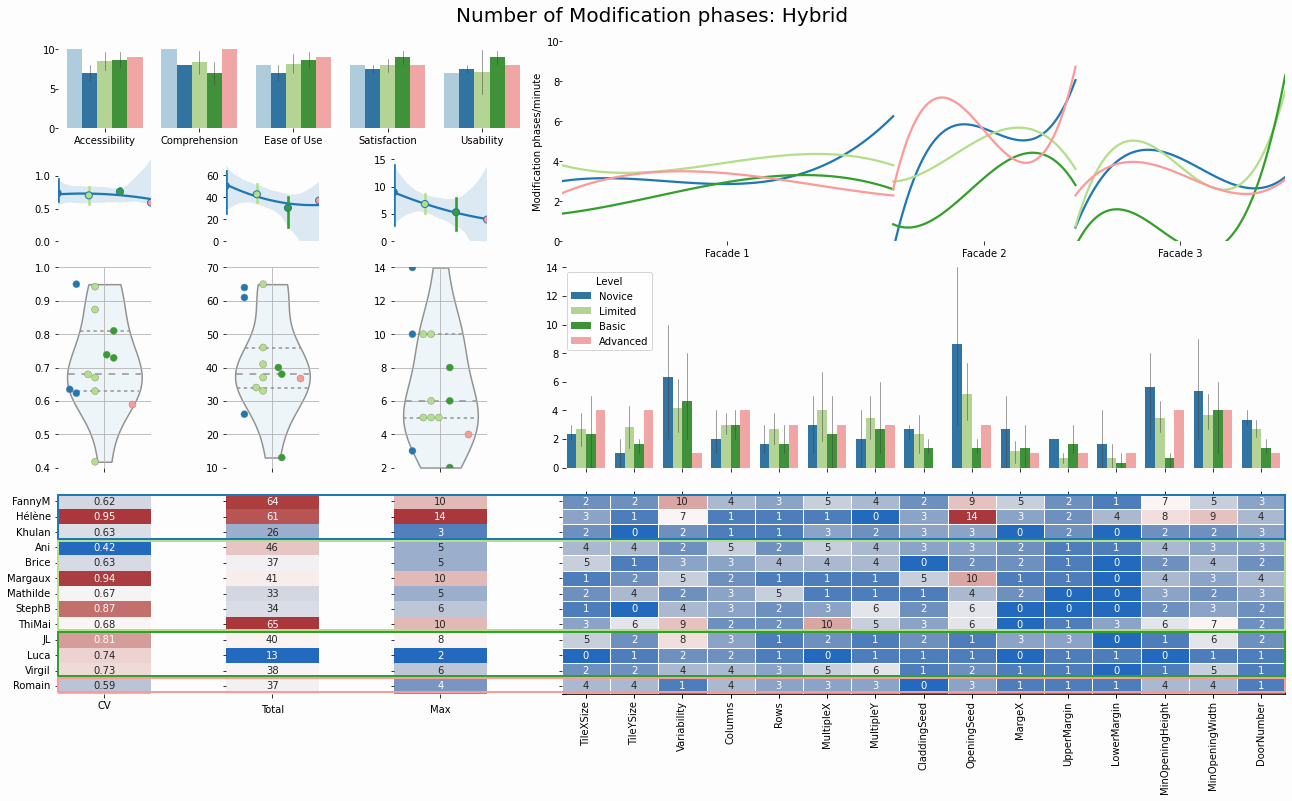 Number of Modification phases: Hybrid
10
5
0
Accessibility
Comprehension
Ease of Use
Satisfaction
Usability
Modification phases/minute
10
8
6
4
2
0
Facade 1
Facade 2
Facade 3
1.0
0.5
0.0
60
40
20
0
15
10
5
0
1.0
0.9
0.8
0.7
0.6
0.5
0.4
70
60
50
40
30
20
10
14
12
10
8
6
4
2
14
12
10
8
6
4
2
0
Level
Novice
Limited
Basic
Advanced
FannyM 0.62 64 10 2 2 10 4 3 5 4 2 9 5 2 1 7 5 3
Hélène 0.95 61 14 3 1 7 1 1 1 0 3 14 3 2 4 8 9 4
Khulan 0.63 26 3 2 0 2 1 1 3 2 3 3 0 2 0 2 2 3
Ani 0.42 46 5 4 4 2 5 2 5 4 3 3 2 1 1 4 3 3
Brice 0.63 37 5 5 1 3 3 4 4 4 0 2 2 1 0 2 4 2
Margaux 0.94 41 10 1 2 5 2 1 1 1 5 10 1 1 0 4 3 4
Mathilde 0.67 33 5 2 4 2 3 5 1 1 1 4 2 0 0 3 3 2
StephB 0.87 34 6 1 0 4 3 2 3 6 2 6 0 0 0 2 3 2
ThiMai 0.68 65 10 3 6 9 2 2 10 5 3 6 0 1 3 6 7 2
JL 0.81 40 8 5 2 8 3 1 2 1 2 1 3 3 0 1 6 2
Luca 0.74 13 2 0 1 2 2 1 0 1 1 1 0 1 1 0 1 1
Virgil 0.73 38 6 2 2 4 4 3 5 6 1 2 1 1 0 1 5 1
Romain 0.59 37 4 4 4 1 4 3 3 3 0 3 1 1 1 4 4 1
CV
Total
Max
TileXSize
TileYSize
Variability
Columns
Rows
MultipleX
MultipleY
CladdingSeed
OpeningSeed
MargeX
UpperMargin
LowerMargin
MinOpeningHeight
MinOpeningWidth
DoorNumber